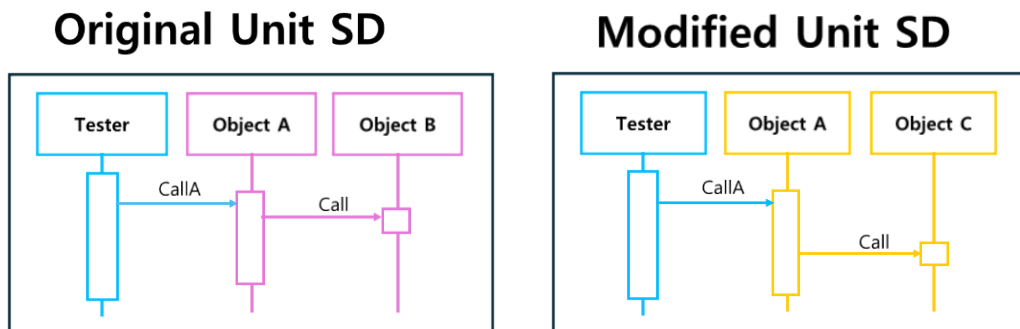 Original Unit SD
Modified Unit SD
Tester
Object A
Object B
CallA
Call
Tester
Object A
Object C
CallA
Call